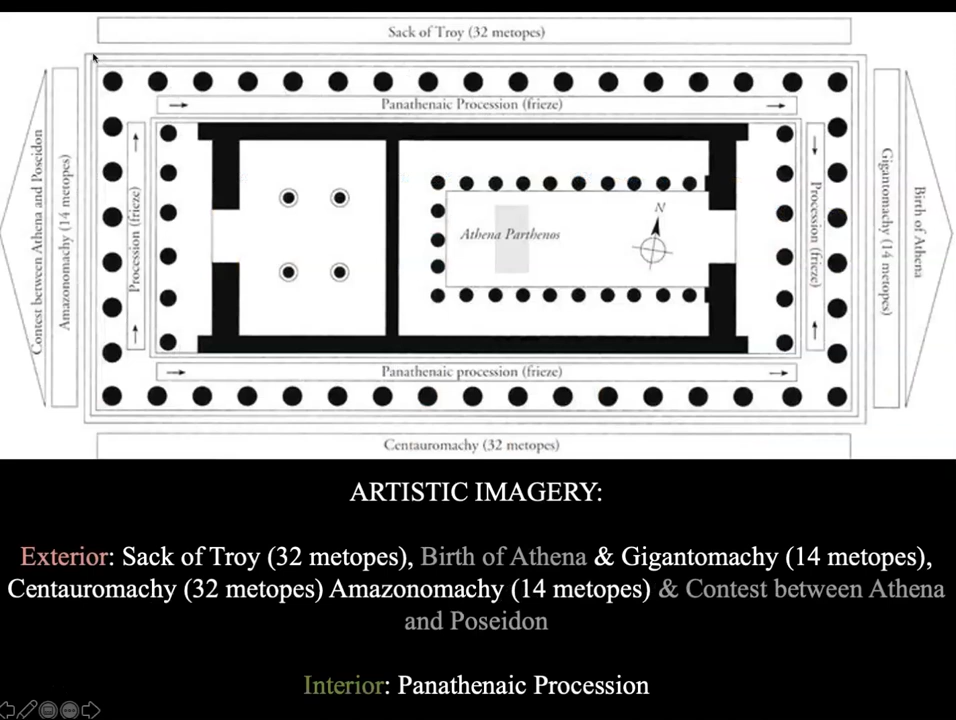 Sack of Troy (32 metopes)
Panathenaic Procession (frieze)
Contest between Athena and Poseidon
Amazonomachy (14 metopes)
Procession (frieze)
Athena Parthenos
N
Procession (frieze)
Gigantomachy (14 metopes)
Birth of Athena
Panathenaic procession (frieze)
Centauromachy (32 metopes)
ARTISTIC IMAGERY:
Exterior: Sack of Troy (32 metopes), Birth of Athena & Gigantomachy (14 metopes),
Centauromachy (32 metopes) Amazonomachy (14 metopes) & Contest between Athena
and Poseidon
Interior: Panathenaic Procession